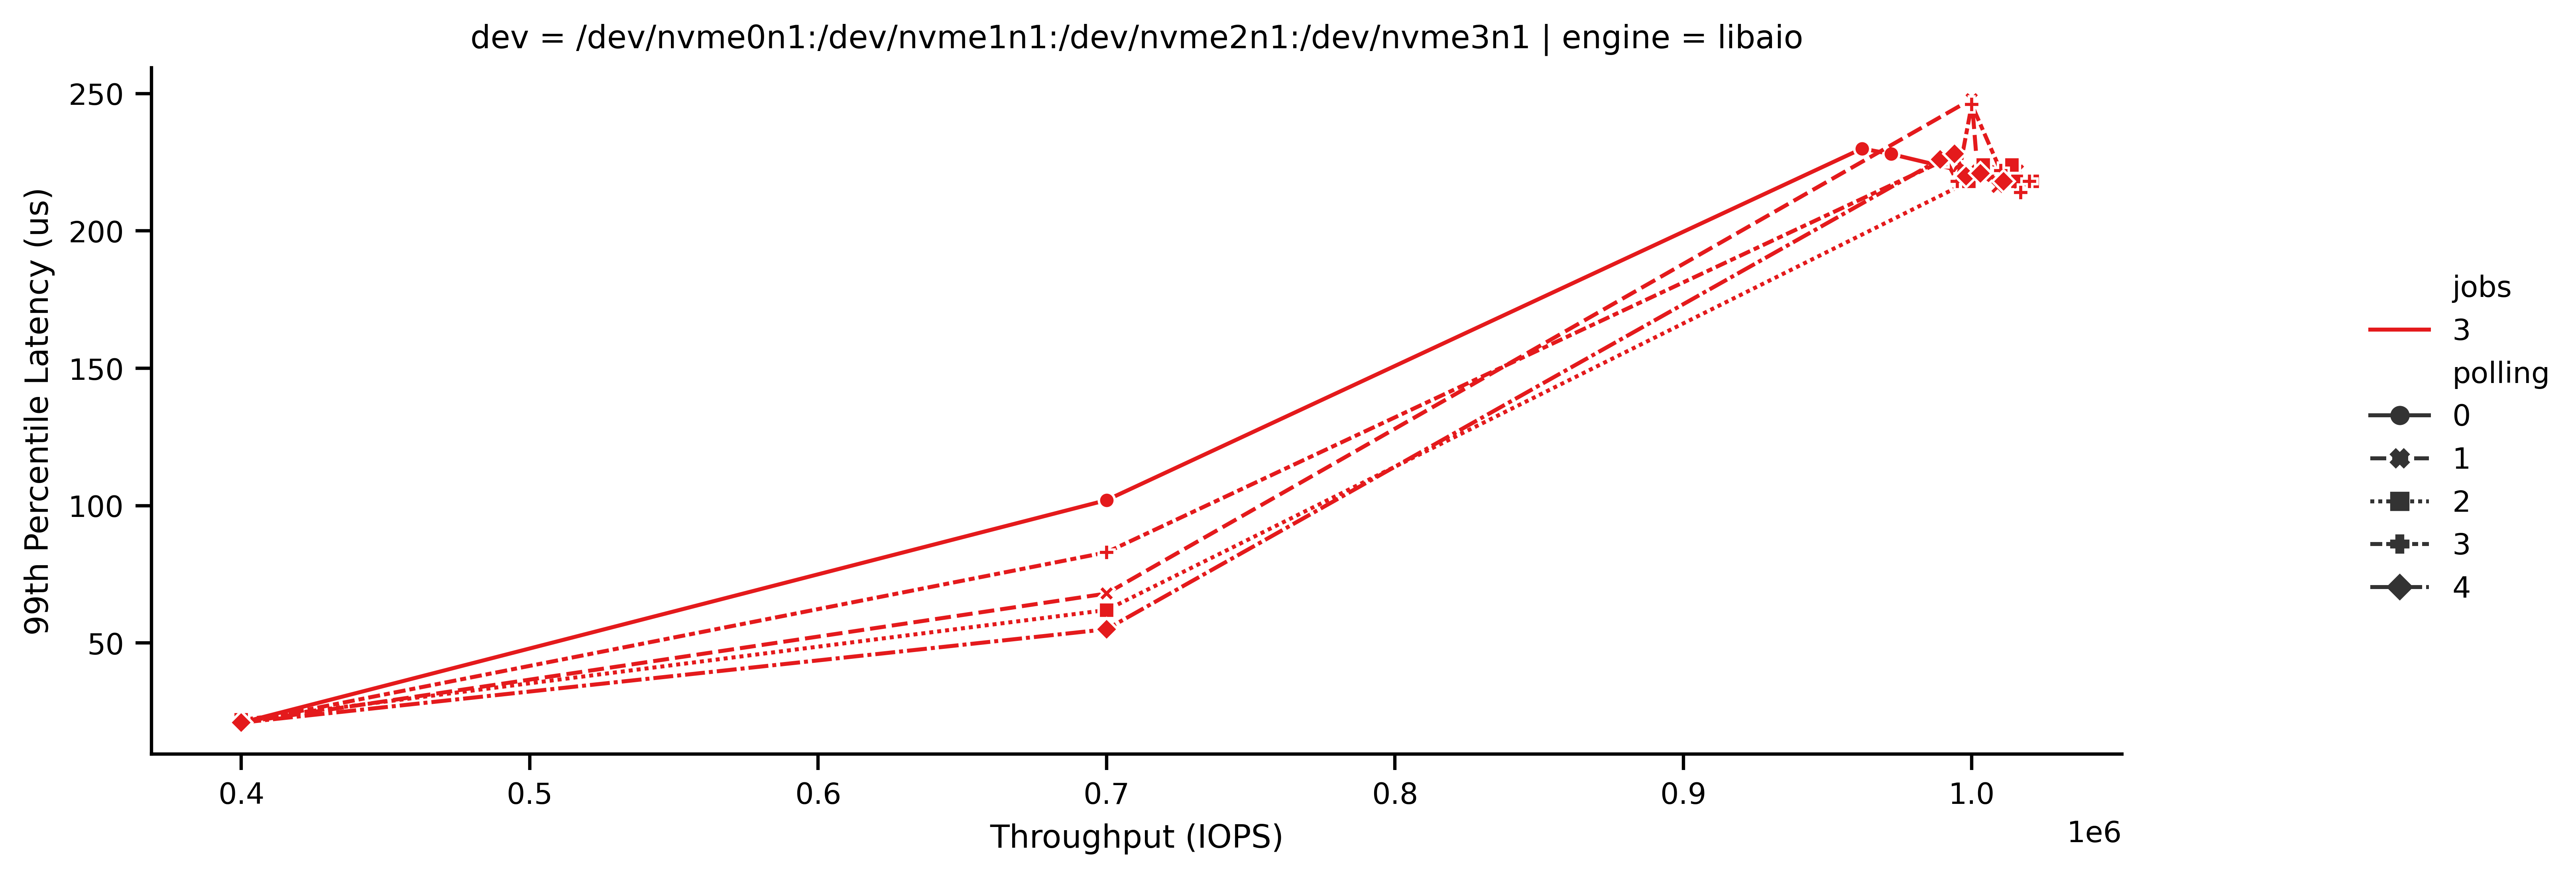 dev = /dev/nvme0n1:/dev/nvme1n1:/dev/nvme2n1:/dev/nvme3n1 | engine = libaio
99th Percentile Latency (us)
250
200
150
100
50
0.4 0.5 0.6 0.7 0.8 0.9 1.0
1e6
Throughput (IOPS)
jobs
3
polling
0
1
2
3
4